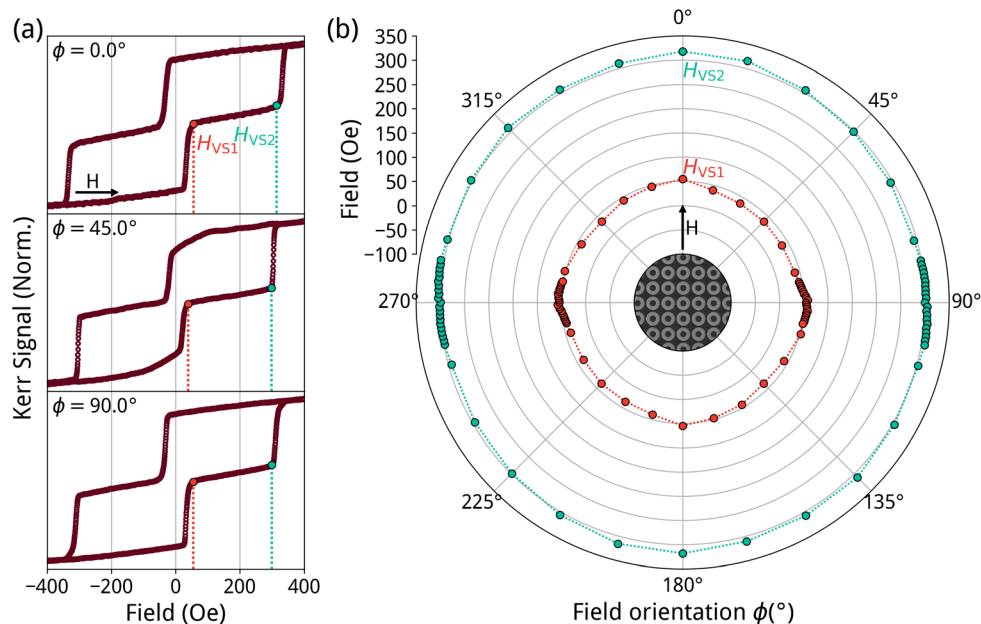 (a)
ϕ = 0.0°
H_VS1
H_VS2
H
ϕ = 45.0°
ϕ = 90.0°
Kerr Signal (Norm.)
−400
−200
0
200
400
Field (Oe)
(b)
350
300
250
200
150
100
50
0
−50
−100
Field (Oe)
0°
45°
90°
135°
180°
225°
270°
315°
H_VS2
H_VS1
H
Field orientation ϕ(°)